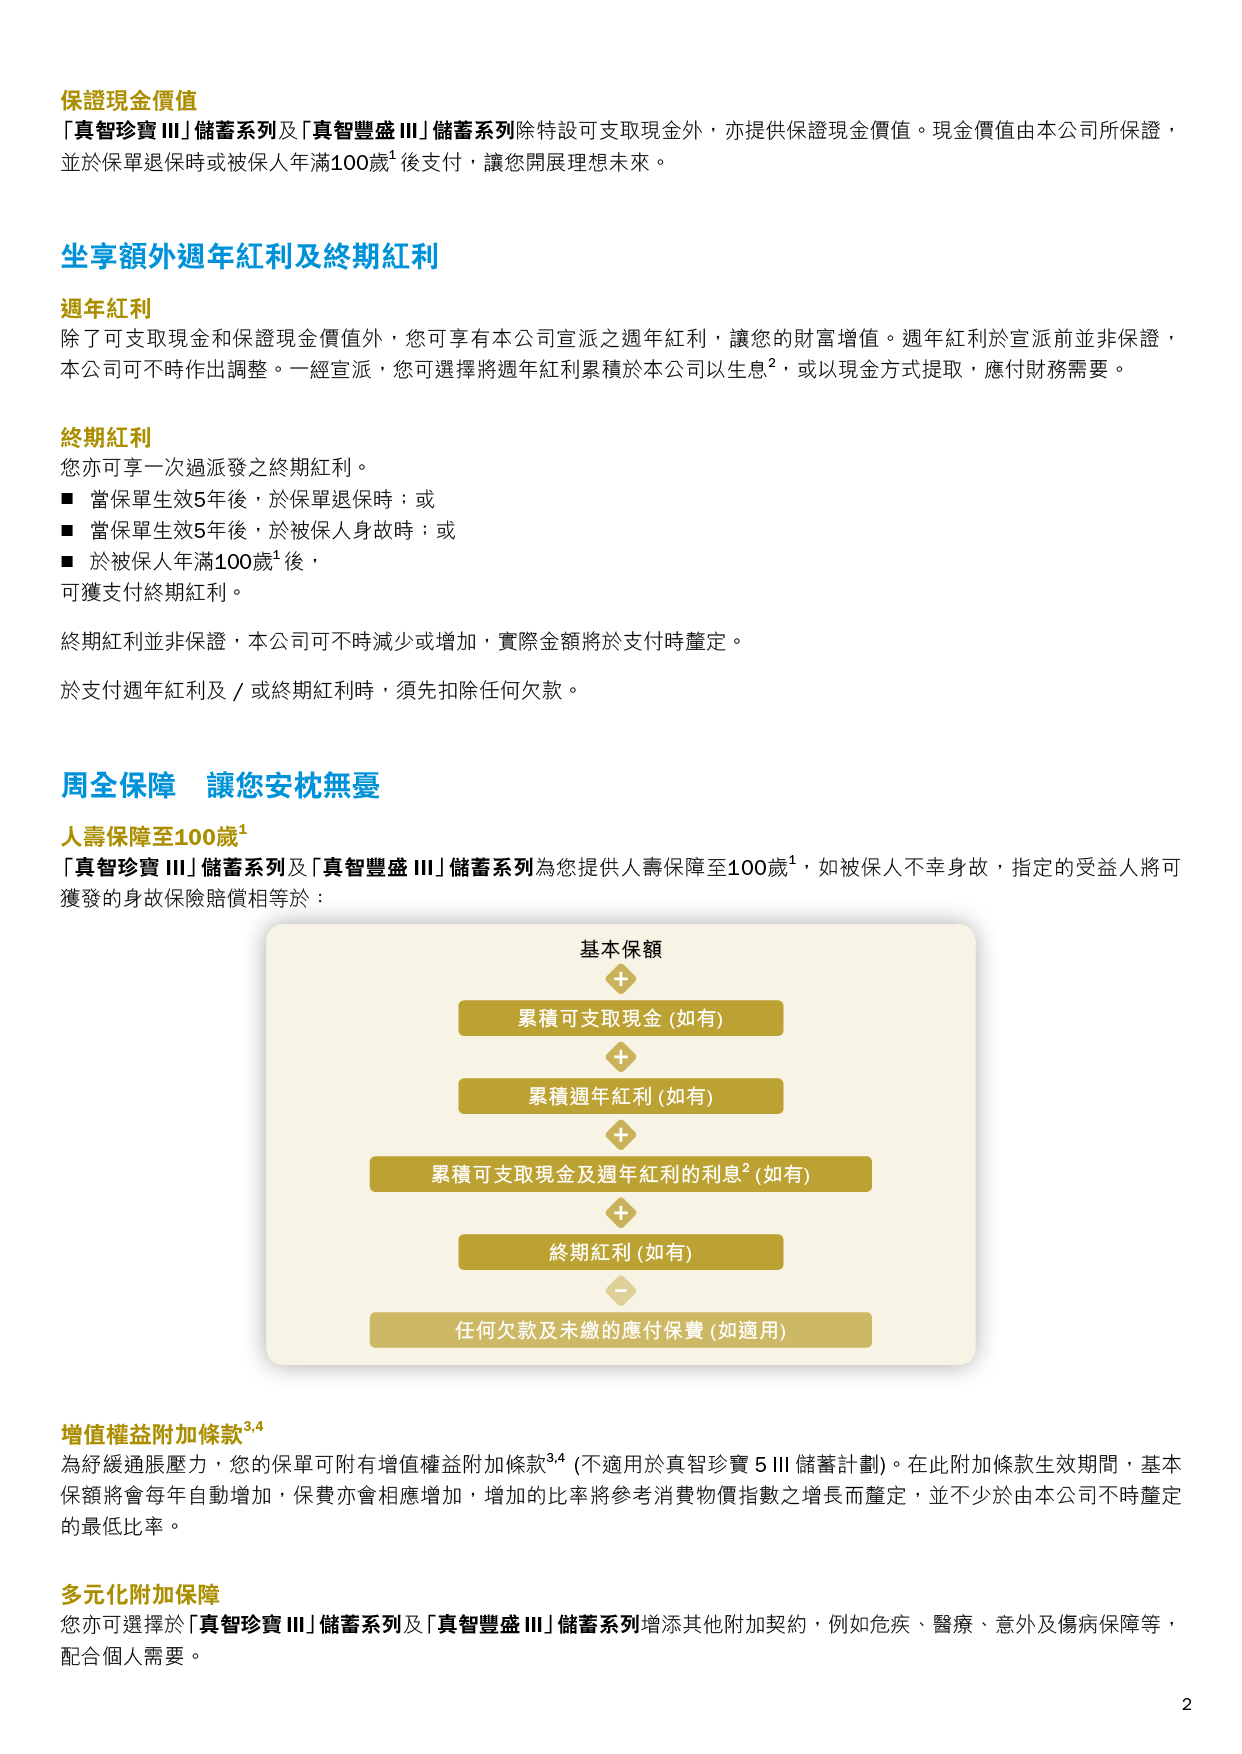 保證現金價值
「真智珍寶 III」儲蓄系列及「真智豐盛 III」儲蓄系列除特設可支取現金外，亦提供保證現金價值。現金價值由本公司所保證，
並於保單退保時或被保人年滿100歲¹ 後支付，讓您開展理想未來。
坐享額外週年紅利及終期紅利
週年紅利
除了可支取現金和保證現金價值外，您可享有本公司宣派之週年紅利，讓您的財富增值。週年紅利於宣派前並非保證，
本公司可不時作出調整。一經宣派，您可選擇將週年紅利累積於本公司以生息²，或以現金方式提取，應付財務需要。
終期紅利
您亦可享一次過派發之終期紅利。
■ 當保單生效5年後，於保單退保時；或
■ 當保單生效5年後，於被保人身故時；或
■ 於被保人年滿100歲¹ 後，
可獲支付終期紅利。
終期紅利並非保證，本公司可不時減少或增加，實際金額將於支付時釐定。
於支付週年紅利及 / 或終期紅利時，須先扣除任何欠款。
周全保障　讓您安枕無憂
人壽保障至100歲¹
「真智珍寶 III」儲蓄系列及「真智豐盛 III」儲蓄系列為您提供人壽保障至100歲¹，如被保人不幸身故，指定的受益人將可
獲發的身故保險賠償相等於：
基本保額
+
累積可支取現金 (如有)
+
累積週年紅利 (如有)
+
累積可支取現金及週年紅利的利息² (如有)
+
終期紅利 (如有)
−
任何欠款及未繳的應付保費 (如適用)
增值權益附加條款³,⁴
為紓緩通脹壓力，您的保單可附有增值權益附加條款³,⁴ (不適用於真智珍寶 5 III 儲蓄計劃)。在此附加條款生效期間，基本
保額將會每年自動增加，保費亦會相應增加，增加的比率將參考消費物價指數之增長而釐定，並不少於由本公司不時釐定
的最低比率。
多元化附加保障
您亦可選擇於「真智珍寶 III」儲蓄系列及「真智豐盛 III」儲蓄系列增添其他附加契約，例如危疾、醫療、意外及傷病保障等，
配合個人需要。
2